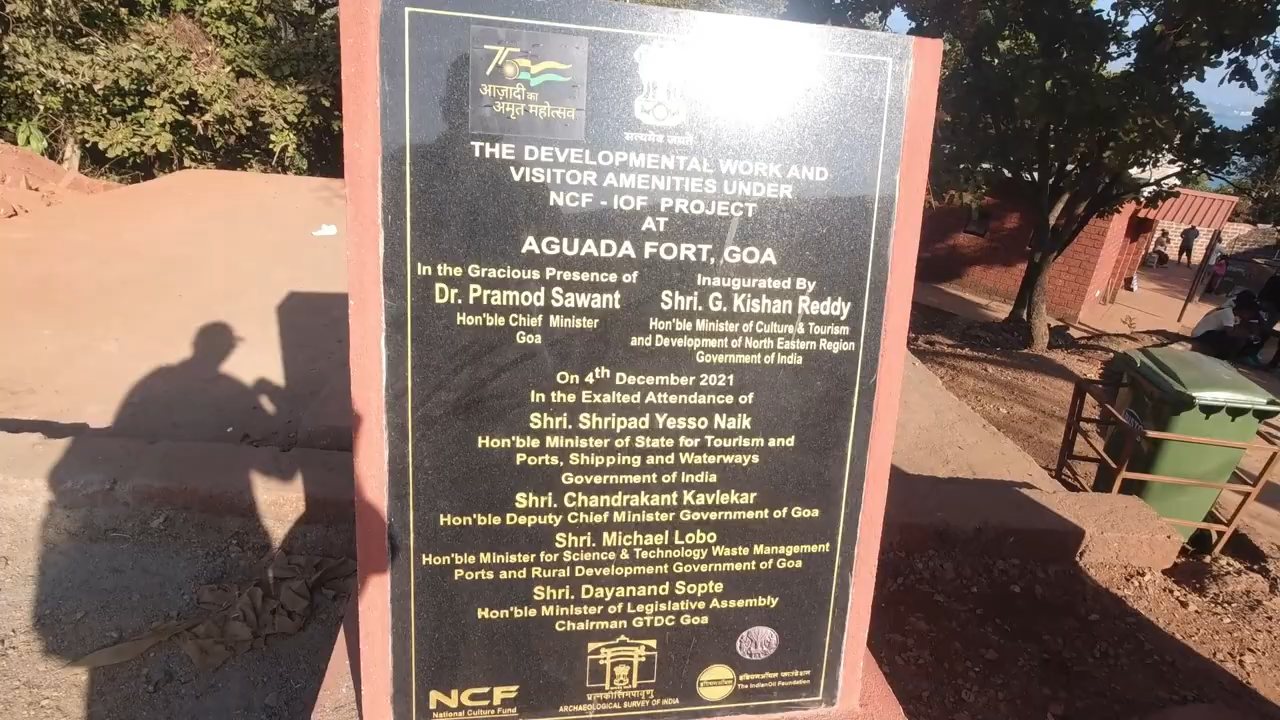 75
आज़ादी का
अमृत महोत्सव
सत्यमेव जयते
THE DEVELOPMENTAL WORK AND
VISITOR AMENITIES UNDER
NCF - IOF PROJECT
AT
AGUADA FORT, GOA
In the Gracious Presence of
Dr. Pramod Sawant
Hon'ble Chief Minister
Goa
Inaugurated By
Shri. G. Kishan Reddy
Hon'ble Minister of Culture & Tourism
and Development of North Eastern Region
Government of India
On 4th December 2021
In the Exalted Attendance of
Shri. Shripad Yesso Naik
Hon'ble Minister of State for Tourism and
Ports, Shipping and Waterways
Government of India
Shri. Chandrakant Kavlekar
Hon'ble Deputy Chief Minister Government of Goa
Shri. Michael Lobo
Hon'ble Minister for Science & Technology Waste Management
Ports and Rural Development Government of Goa
Shri. Dayanand Sopte
Hon'ble Minister of Legislative Assembly
Chairman GTDC Goa
NCF
National Culture Fund
प्रत्नकीर्तिमपावृणु
ARCHAEOLOGICAL SURVEY OF INDIA
इंडियनऑयल फाउंडेशन
The IndianOil Foundation